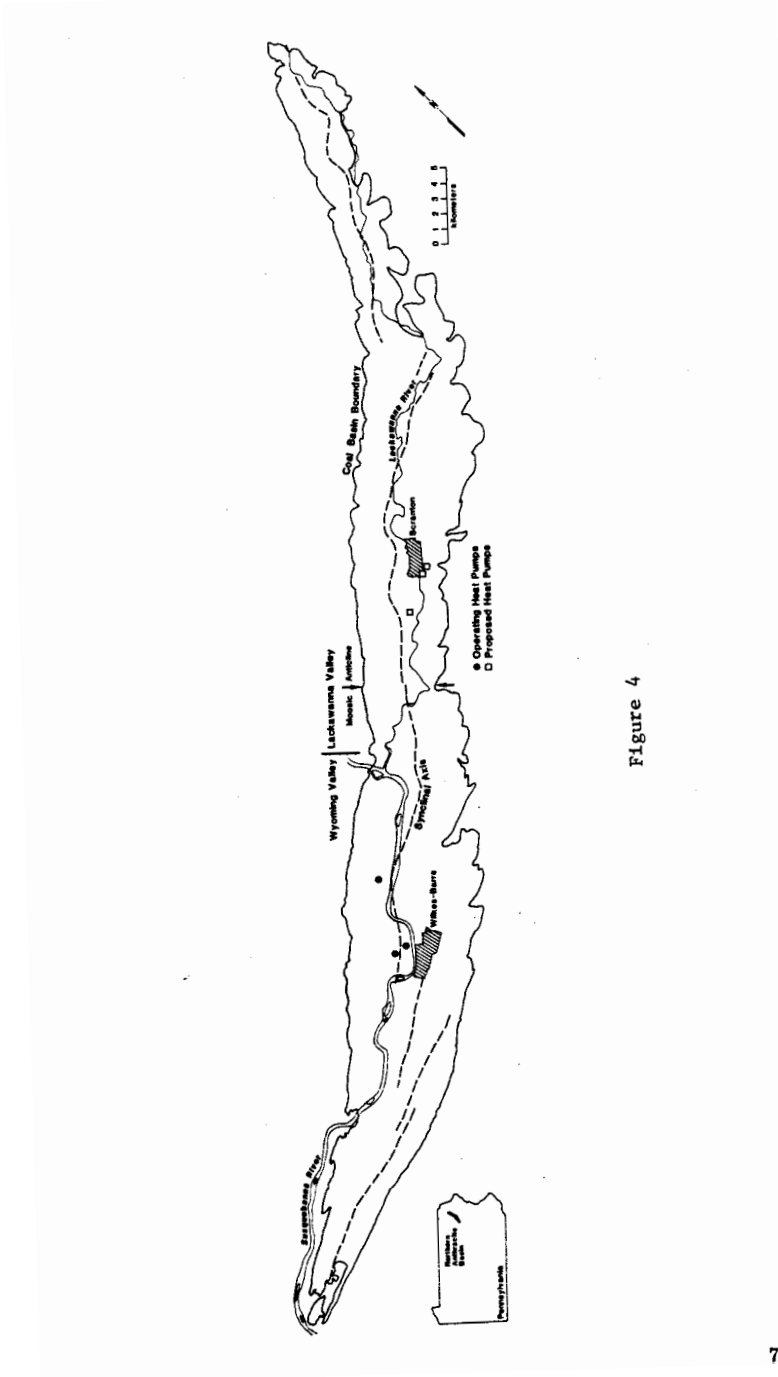 Coal Basin Boundary
Wyoming Valley
Lackawanna Valley
Moosic Anticline
Susquehanna River
Lackawanna River
Synclinal Axis
Wilkes-Barre
Scranton
N
0 1 2 3 4 5
kilometers
Operating Heat Pumps
Proposed Heat Pumps
Northern
Anthracite
Basin
Pennsylvania
Figure 4
7